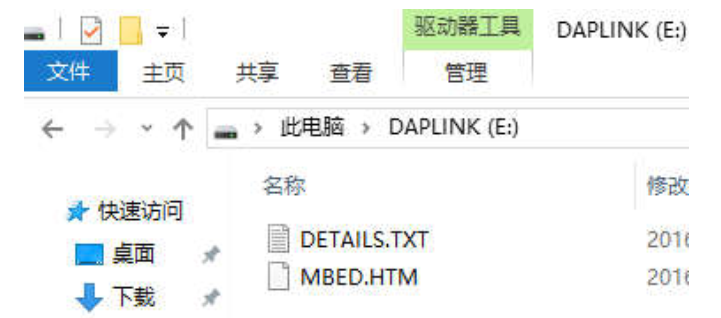 驱动器工具 DAPLINK (E:)
文件 主页 共享 查看 管理
此电脑 › DAPLINK (E:)
名称 修改
快速访问
桌面
DETAILS.TXT 2016
MBED.HTM 2016
下载